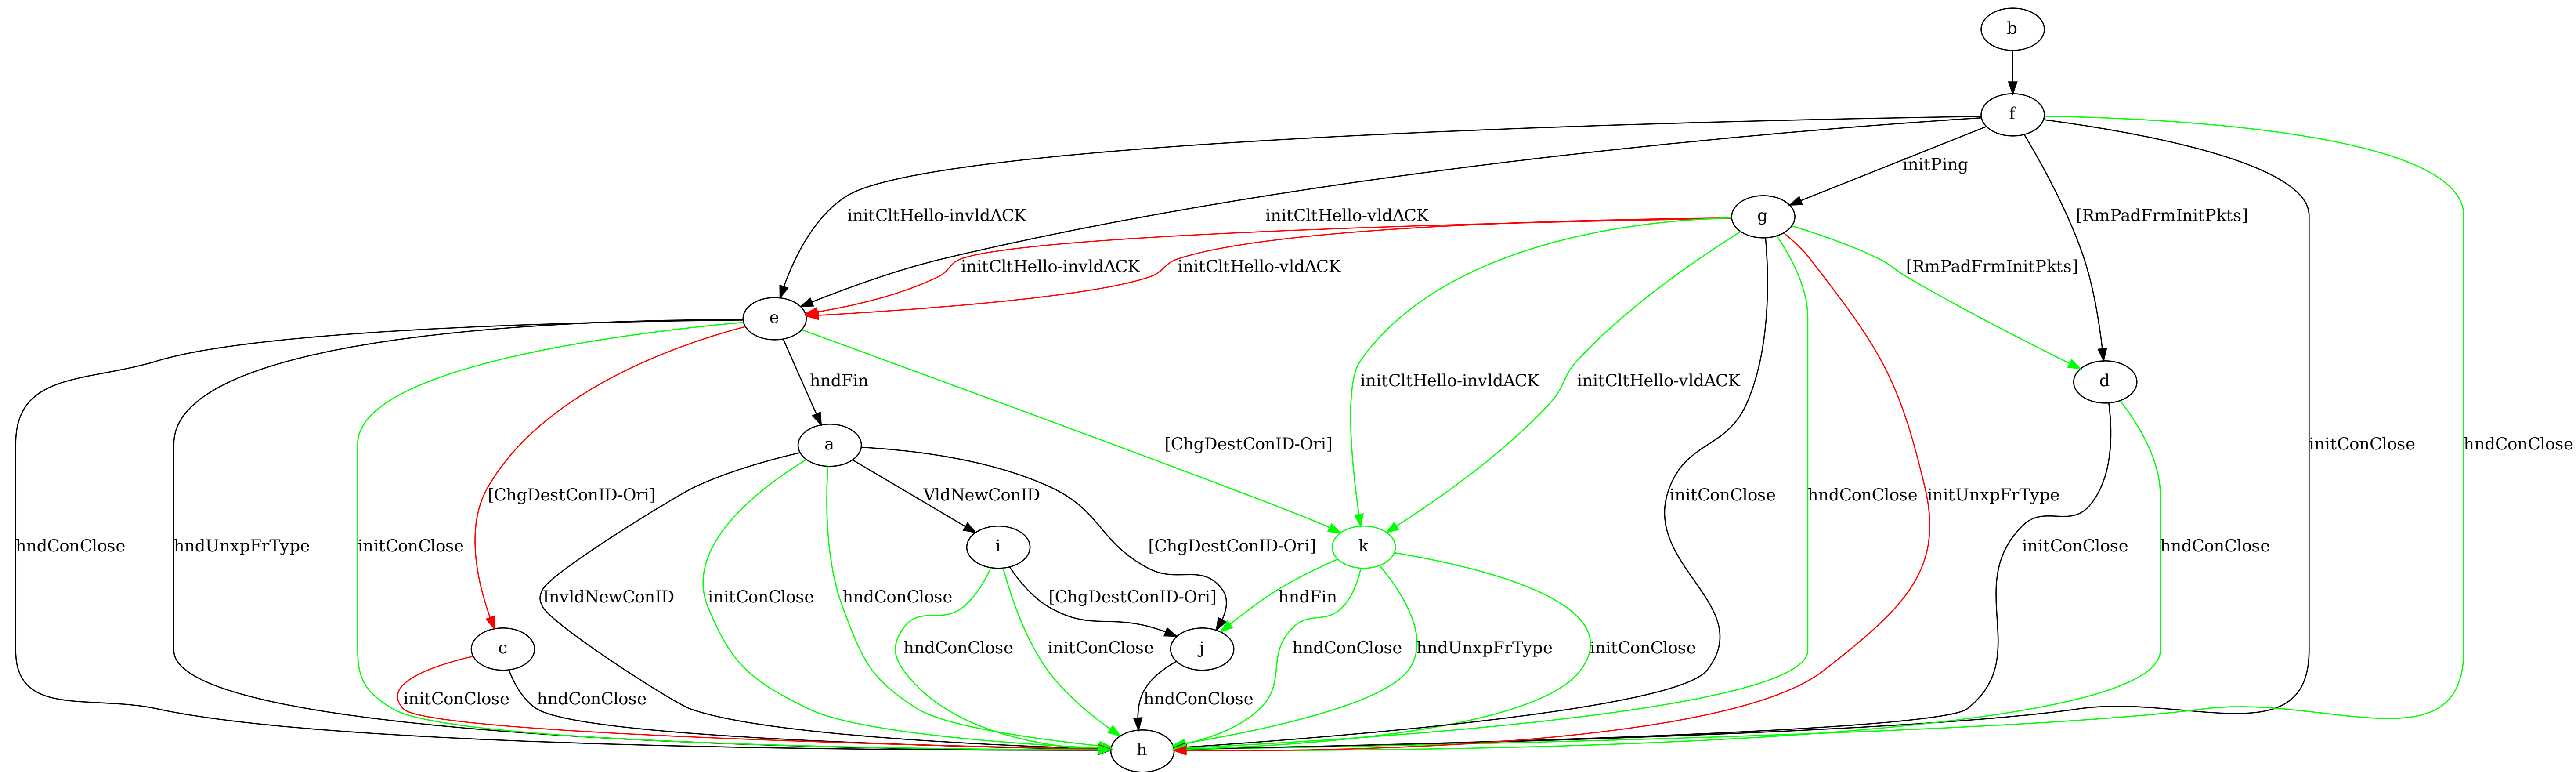 b
f
initPing
initCltHello-invldACK
initCltHello-vldACK
g
[RmPadFrmInitPkts]
initCltHello-invldACK
initCltHello-vldACK
[RmPadFrmInitPkts]
e
hndFin
initCltHello-invldACK
initCltHello-vldACK
d
a
[ChgDestConID-Ori]
initConClose
hndConClose
[ChgDestConID-Ori]
VldNewConID
initConClose
hndConClose
initUnxpFrType
hndConClose
hndUnxpFrType
initConClose
i
[ChgDestConID-Ori]
k
initConClose
hndConClose
InvldNewConID
initConClose
hndConClose
[ChgDestConID-Ori]
hndFin
c
hndConClose
initConClose
j
hndConClose
hndUnxpFrType
initConClose
initConClose
hndConClose
hndConClose
h